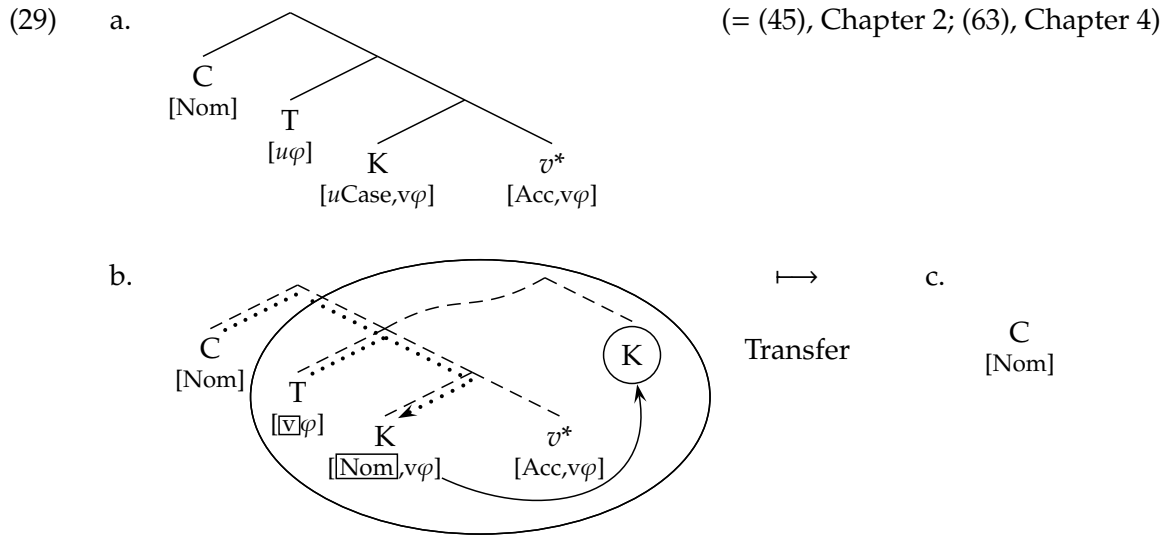 (29) a. (= (45), Chapter 2; (63), Chapter 4)
C
[Nom]
T
[uφ]
K v*
[uCase,vφ] [Acc,vφ]
b. ⟼ c.
C K Transfer C
[Nom] [Nom]
T
[vφ]
K v*
[Nom,vφ] [Acc,vφ]